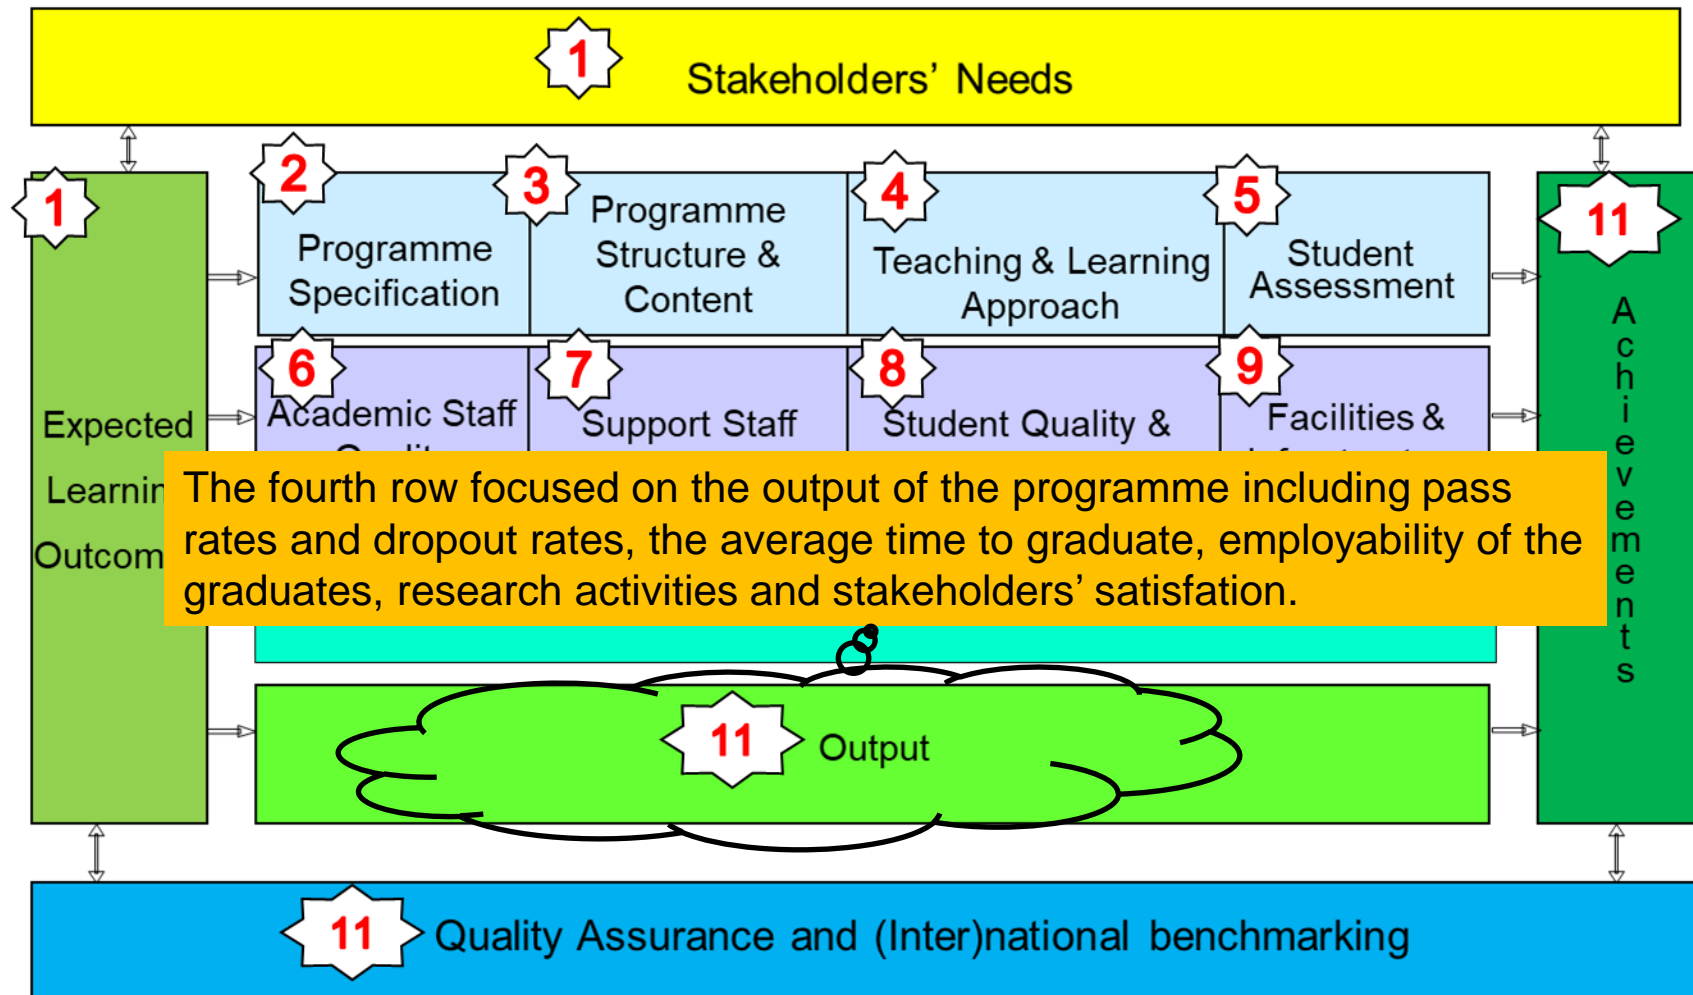 1
Stakeholders’ Needs
1
Expected
Learnin
Outcom
2
Programme
Specification
3
Programme
Structure &
Content
4
Teaching & Learning
Approach
5
Student
Assessment
6
Academic Staff
7
Support Staff
8
Student Quality &
9
Facilities &
The fourth row focused on the output of the programme including pass
rates and dropout rates, the average time to graduate, employability of the
graduates, research activities and stakeholders’ satisfation.
11
Output
11
Achievements
11
Quality Assurance and (Inter)national benchmarking